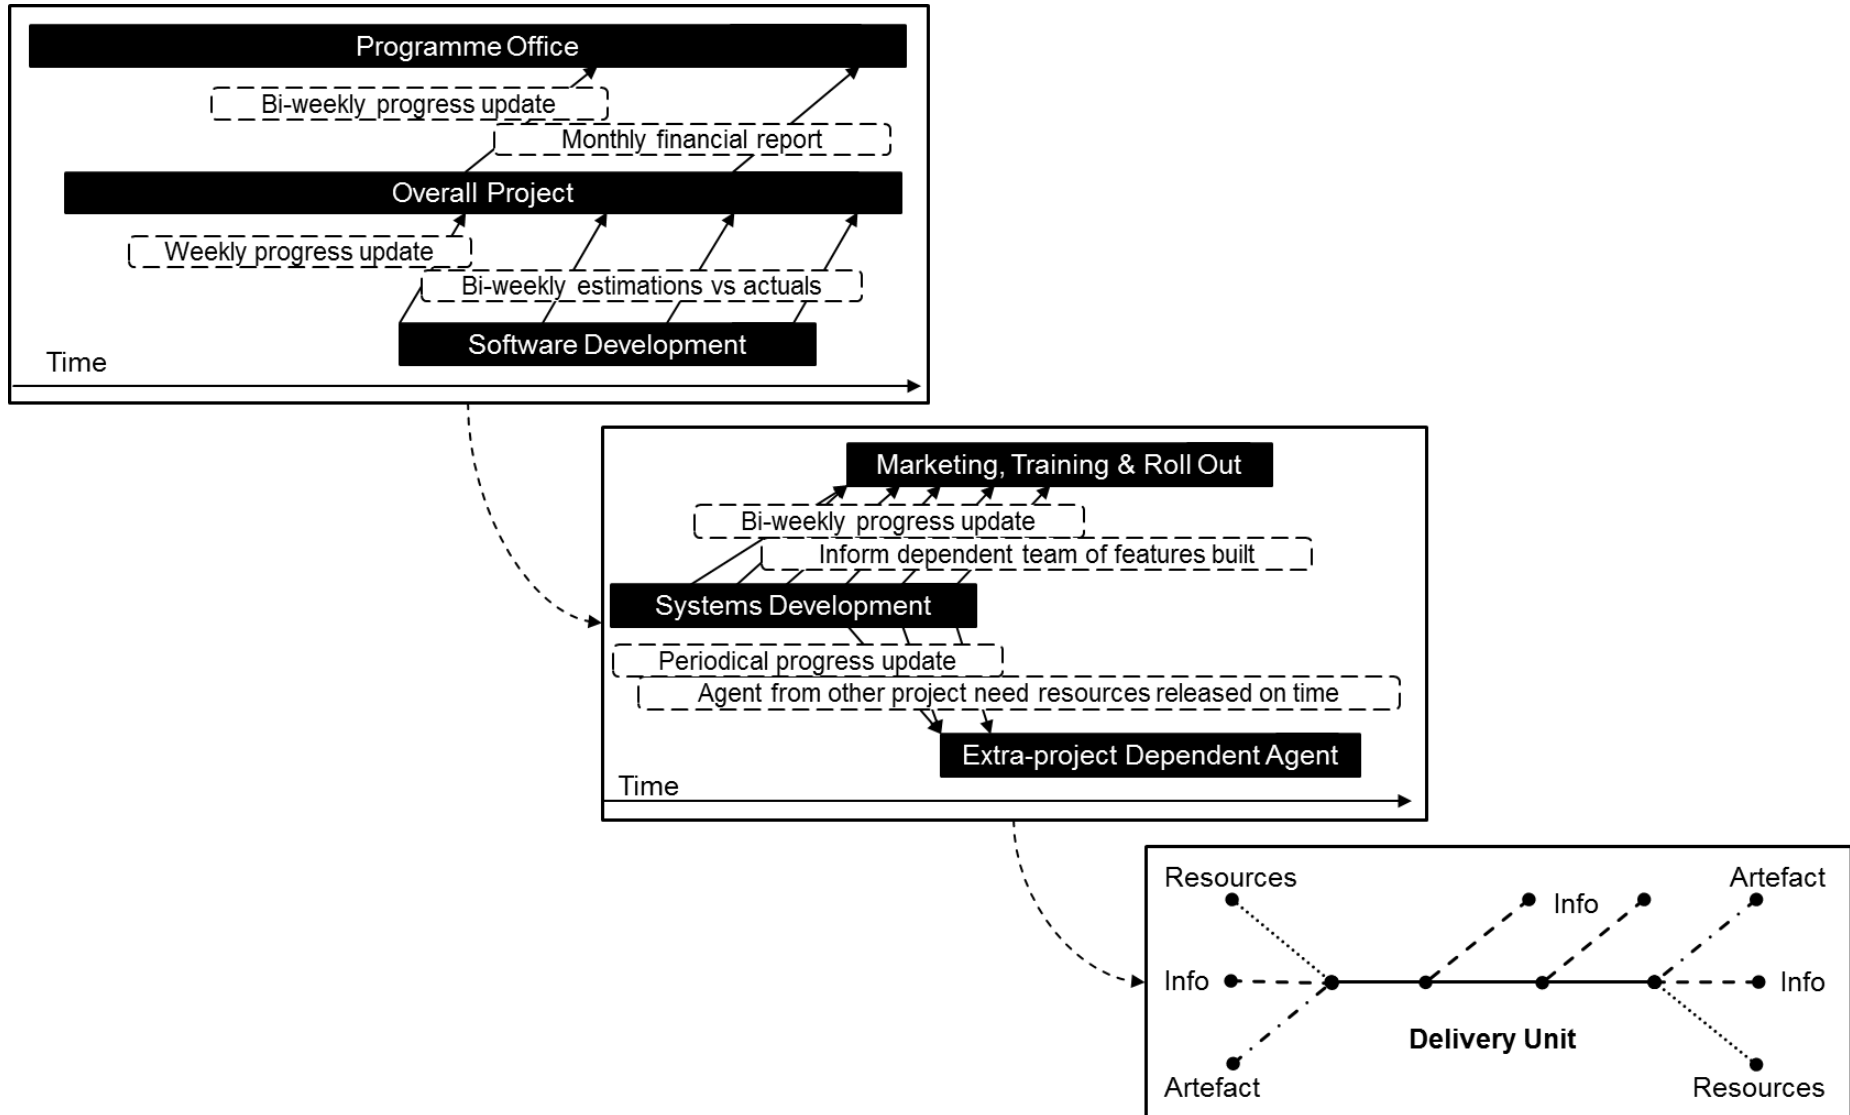 Programme Office
Bi-weekly progress update
Monthly financial report
Overall Project
Weekly progress update
Bi-weekly estimations vs actuals
Software Development
Time
Marketing, Training & Roll Out
Bi-weekly progress update
Inform dependent team of features built
Systems Development
Periodical progress update
Agent from other project need resources released on time
Extra-project Dependent Agent
Time
Resources
Artefact
Info
Info
Info
Delivery Unit
Artefact
Resources